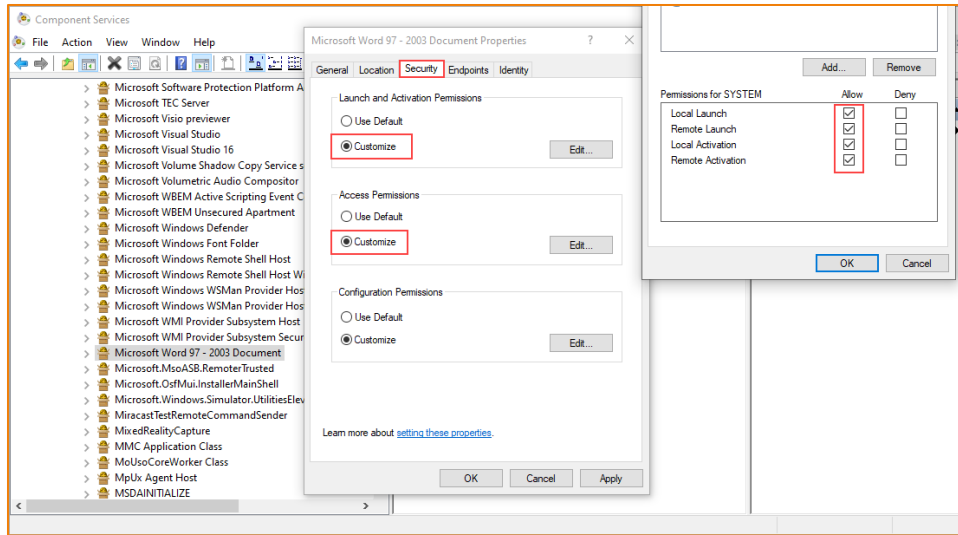 Component Services
File Action View Window Help
Microsoft Software Protection Platform A
Microsoft TEC Server
Microsoft Visio previewer
Microsoft Visual Studio
Microsoft Visual Studio 16
Microsoft Volume Shadow Copy Service s
Microsoft Volumetric Audio Compositor
Microsoft WBEM Active Scripting Event C
Microsoft WBEM Unsecured Apartment
Microsoft Windows Defender
Microsoft Windows Font Folder
Microsoft Windows Remote Shell Host
Microsoft Windows Remote Shell Host Wi
Microsoft Windows WSMan Provider Hos
Microsoft Windows WSMan Provider Hos
Microsoft WMI Provider Subsystem Host
Microsoft WMI Provider Subsystem Secur
Microsoft Word 97 - 2003 Document
Microsoft.MsoASB.RemoterTrusted
Microsoft.OsfMui.InstallerMainShell
Microsoft.Windows.Simulator.UtilitiesElev
MiracastTestRemoteCommandSender
MixedRealityCapture
MMC Application Class
MoUsoCoreWorker Class
MpUx Agent Host
MSDAINITIALIZE
Microsoft Word 97 - 2003 Document Properties ?
General Location Security Endpoints Identity
Launch and Activation Permissions
Use Default
Customize Edit...
Access Permissions
Use Default
Customize Edit...
Configuration Permissions
Use Default
Customize Edit...
Learn more about setting these properties.
OK Cancel Apply
Add... Remove
Permissions for SYSTEM Allow Deny
Local Launch
Remote Launch
Local Activation
Remote Activation
OK Cancel